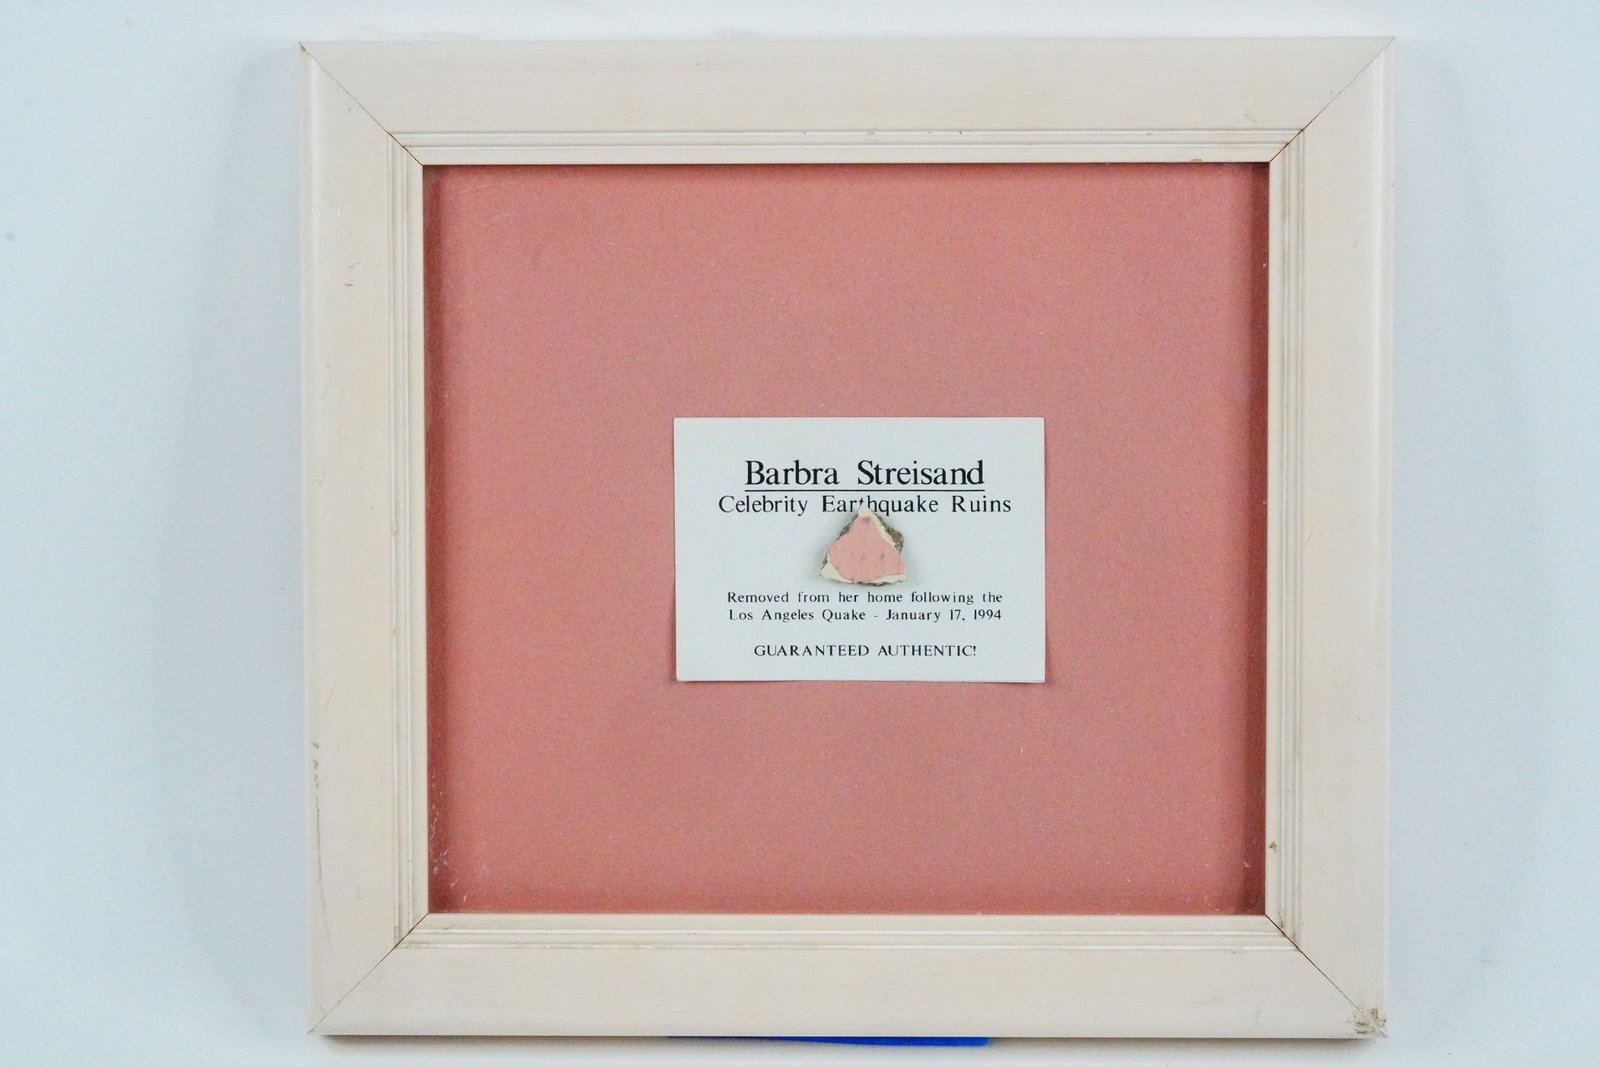 Barbra Streisand
Celebrity Earthquake Ruins
Removed from her home following the
Los Angeles Quake - January 17, 1994
GUARANTEED AUTHENTIC!